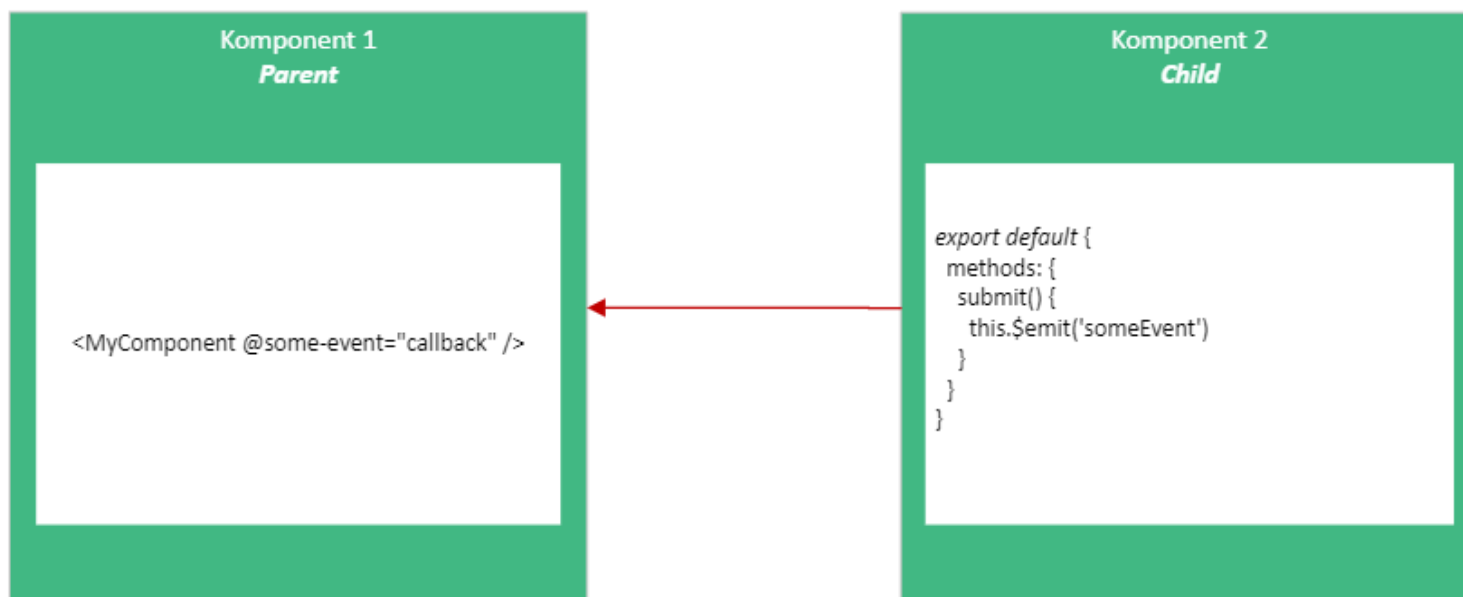 Komponent 1
Parent
<MyComponent @some-event="callback" />
Komponent 2
Child
export default {
methods: {
submit() {
this.$emit('someEvent')
}
}
}